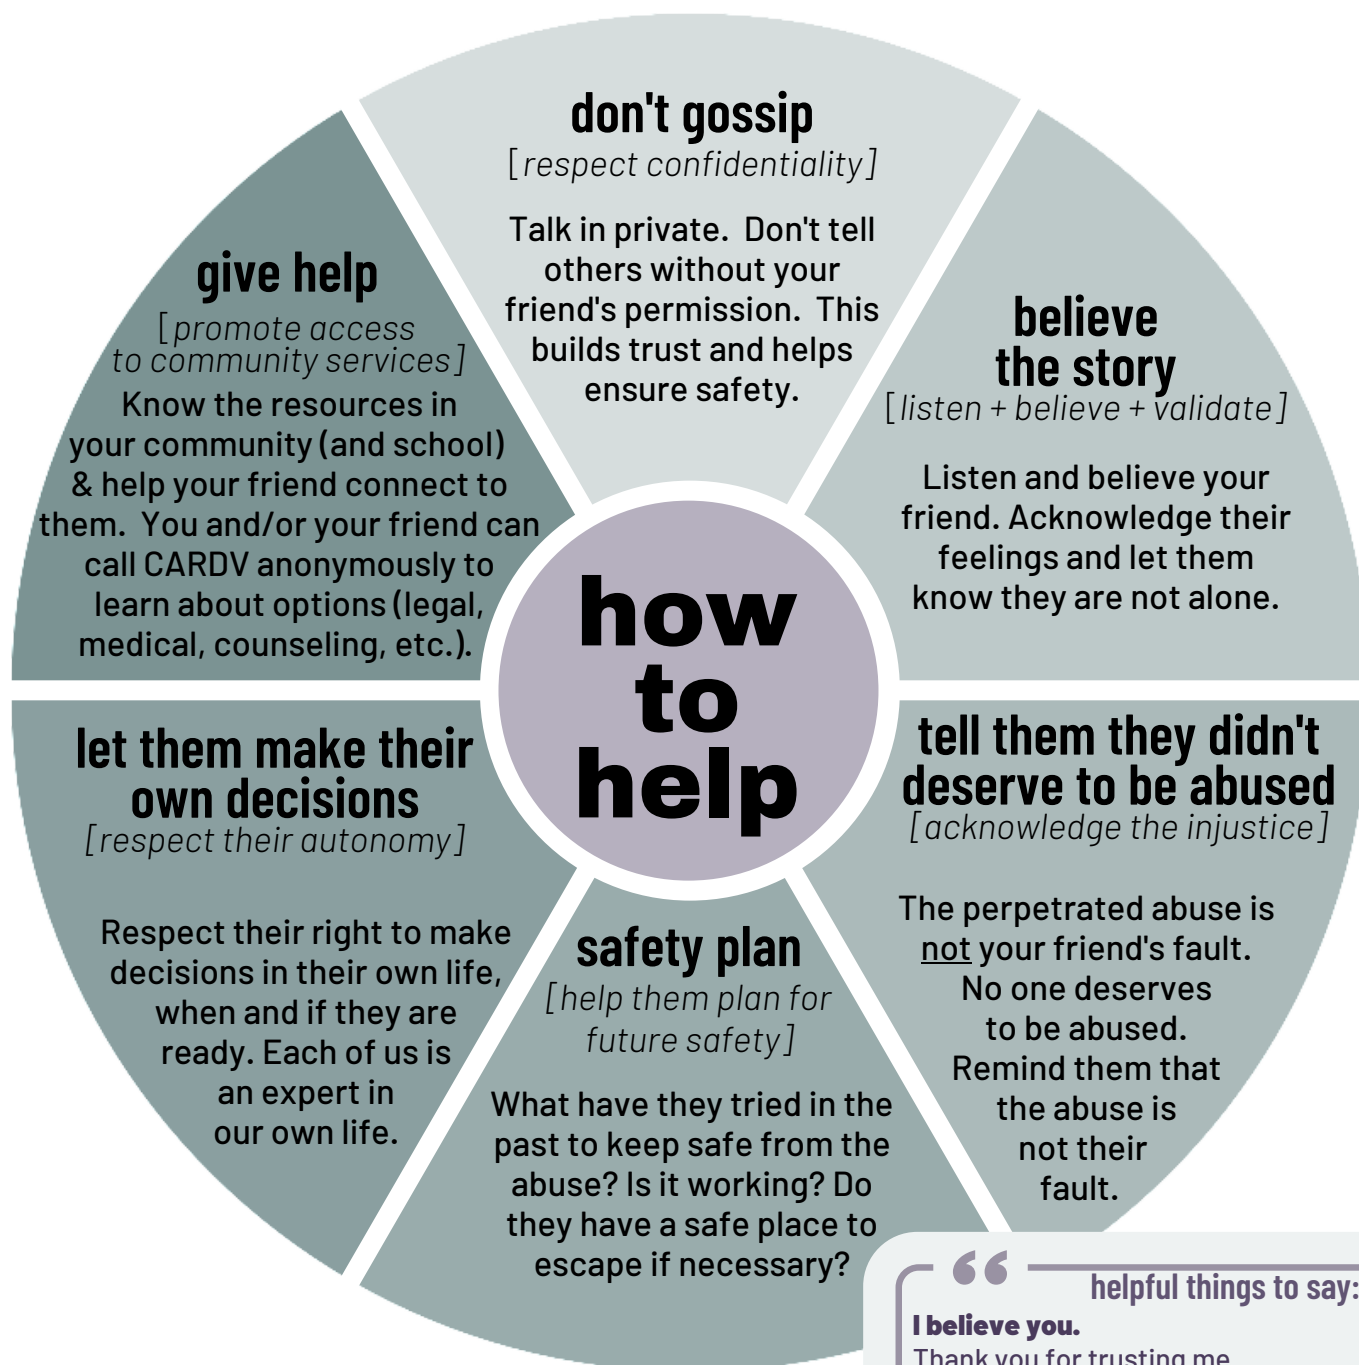 don't gossip
[respect confidentiality]
Talk in private.  Don't tell
others without your
friend's permission.  This
builds trust and helps
ensure safety.
believe
the story
[listen + believe + validate]
Listen and believe your
friend. Acknowledge their
feelings and let them
know they are not alone.
tell them they didn't
deserve to be abused
[acknowledge the injustice]
The perpetrated abuse is
not your friend's fault.
No one deserves
to be abused.
Remind them that
the abuse is
not their
fault.
safety plan
[help them plan for
future safety]
What have they tried in the
past to keep safe from the
abuse? Is it working? Do
they have a safe place to
escape if necessary?
let them make their
own decisions
[respect their autonomy]
Respect their right to make
decisions in their own life,
when and if they are
ready. Each of us is
an expert in
our own life.
give help
[promote access
to community services]
Know the resources in
your community (and school)
& help your friend connect to
them.  You and/or your friend can
call CARDV anonymously to
learn about options (legal,
medical, counseling, etc.).
how
to
help
“
helpful things to say:
I believe you.
Thank you for trusting me